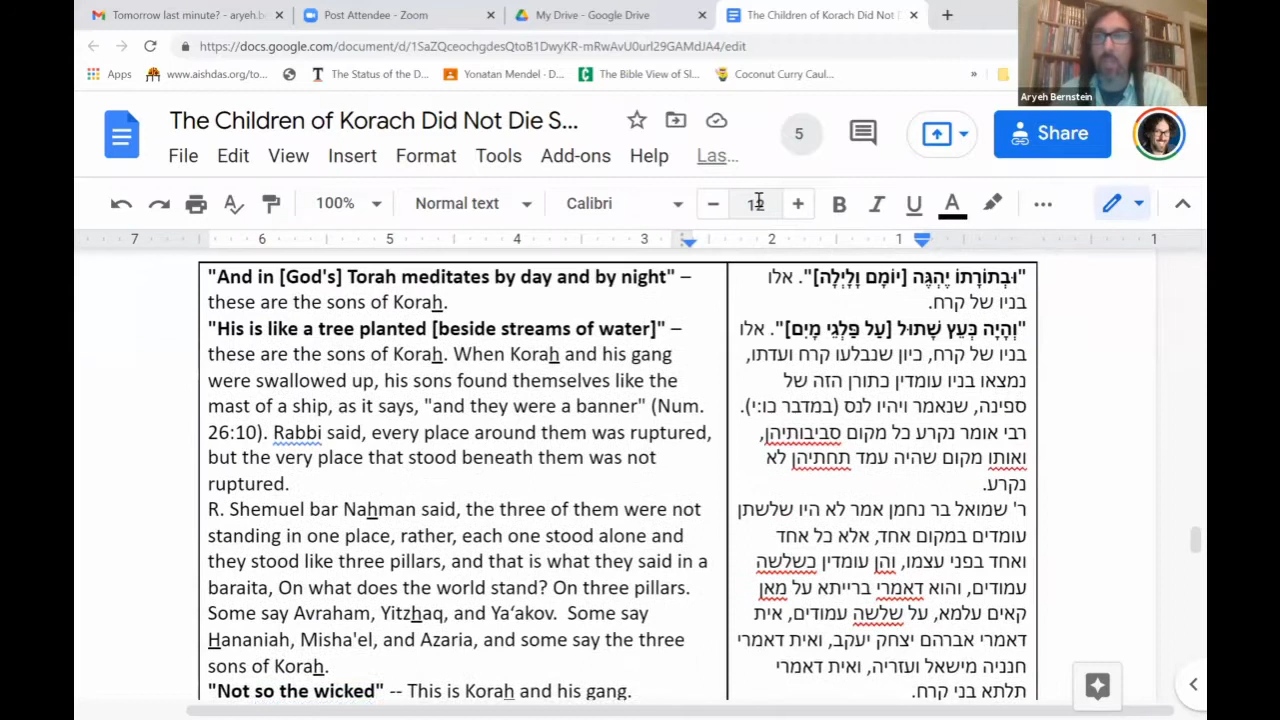 Tomorrow last minute? - aryeh.b
Post Attendee - Zoom
My Drive - Google Drive
The Children of Korach Did Not
https://docs.google.com/document/d/1SaZQceochgdesQtoB1DwyKR-mRwAvU0url29GAMdJA4/edit
Apps
www.aishdas.org/to...
The Status of the D...
Yonatan Mendel - D...
The Bible View of Sl...
Coconut Curry Caul...
»
Aryeh Bernstein
The Children of Korach Did Not Die S...
5
Share
File Edit View Insert Format Tools Add-ons Help Las...
100% Normal text Calibri − 12 + B I U A
7 6 5 4 3 2 1 1
"And in [God's] Torah meditates by day and by night" –
these are the sons of Korah.
"His is like a tree planted [beside streams of water]" –
these are the sons of Korah. When Korah and his gang
were swallowed up, his sons found themselves like the
mast of a ship, as it says, "and they were a banner" (Num.
26:10). Rabbi said, every place around them was ruptured,
but the very place that stood beneath them was not
ruptured.
R. Shemuel bar Nahman said, the three of them were not
standing in one place, rather, each one stood alone and
they stood like three pillars, and that is what they said in a
baraita, On what does the world stand? On three pillars.
Some say Avraham, Yitzhaq, and Ya‘akov. Some say
Hananiah, Misha'el, and Azaria, and some say the three
sons of Korah.
"Not so the wicked" -- This is Korah and his gang.
"וּבְתוֹרָתוֹ יֶהְגֶּה [יוֹמָם וָלָיְלָה]". אלו
בניו של קרח.
"וְהָיָה כְּעֵץ שָׁתוּל [עַל פַּלְגֵי מָיִם]". אלו
בניו של קרח, כיון שנבלעו קרח ועדתו,
נמצאו בניו עומדין כתורן הזה של
ספינה, שנאמר ויהיו לנס (במדבר כו:י).
רבי אומר נקרע כל מקום סביבותיהן,
ואותו מקום שהיה עמד תחתיהן לא
נקרע.
ר' שמואל בר נחמן אמר לא היו שלשתן
עומדים במקום אחד, אלא כל אחד
ואחד בפני עצמו, והן עומדין כשלשה
עמודים, והוא דאמרי ברייתא על מאן
קאים עלמא, על שלשה עמודים, אית
דאמרי אברהם יצחק יעקב, ואית דאמרי
חנניה מישאל ועזריה, ואית דאמרי
תלתא בני קרח.